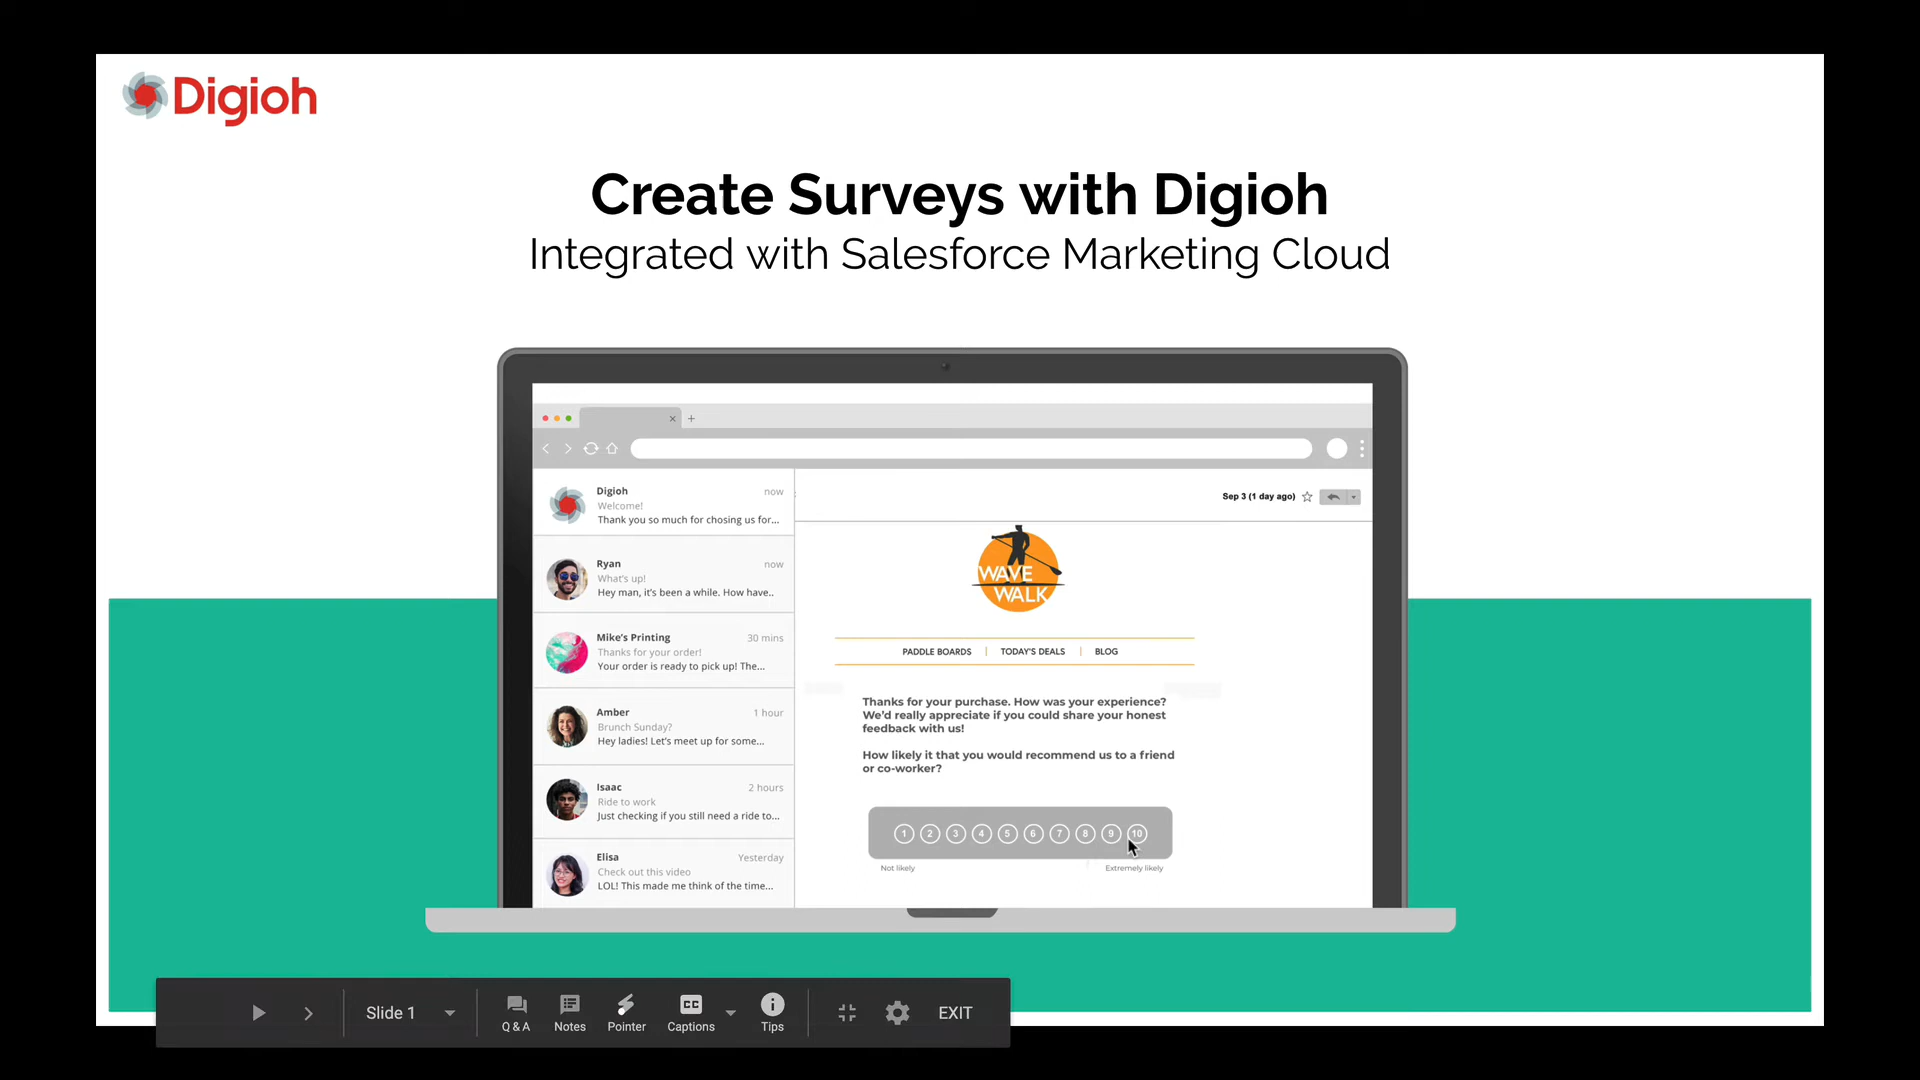 Digioh
Create Surveys with Digioh
Integrated with Salesforce Marketing Cloud
Digioh now
Welcome!
Thank you so much for chosing us for...
Ryan now
What's up!
Hey man, it's been a while. How have..
Mike's Printing 30 mins
Thanks for your order!
Your order is ready to pick up! The...
Amber 1 hour
Brunch Sunday?
Hey ladies! Let's meet up for some...
Isaac 2 hours
Ride to work
Just checking if you still need a ride to...
Elisa Yesterday
Check out this video
LOL! This made me think of the time...
Sep 3 (1 day ago)
WAVE
WALK
PADDLE BOARDS | TODAY'S DEALS | BLOG
Thanks for your purchase. How was your experience?
We'd really appreciate if you could share your honest
feedback with us!
How likely it that you would recommend us to a friend
or co-worker?
1 2 3 4 5 6 7 8 9 10
Not likely Extremely likely
Slide 1
Q & A Notes Pointer CC Captions Tips EXIT